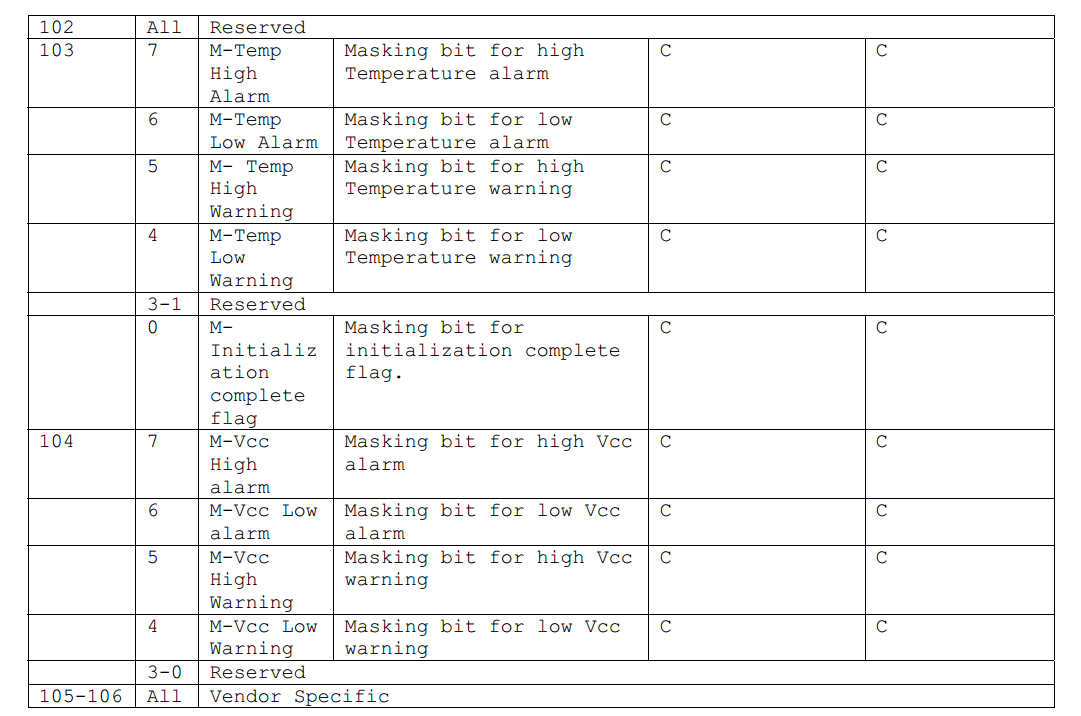 102 All Reserved
103 7 M-Temp Masking bit for high C C
High Temperature alarm
Alarm
6 M-Temp Masking bit for low C C
Low Alarm Temperature alarm
5 M- Temp Masking bit for high C C
High Temperature warning
Warning
4 M-Temp Masking bit for low C C
Low Temperature warning
Warning
3-1 Reserved
0 M- Masking bit for C C
Initializ initialization complete
ation flag.
complete
flag
104 7 M-Vcc Masking bit for high Vcc C C
High alarm
alarm
6 M-Vcc Low Masking bit for low Vcc C C
alarm alarm
5 M-Vcc Masking bit for high Vcc C C
High warning
Warning
4 M-Vcc Low Masking bit for low Vcc C C
Warning warning
3-0 Reserved
105-106 All Vendor Specific